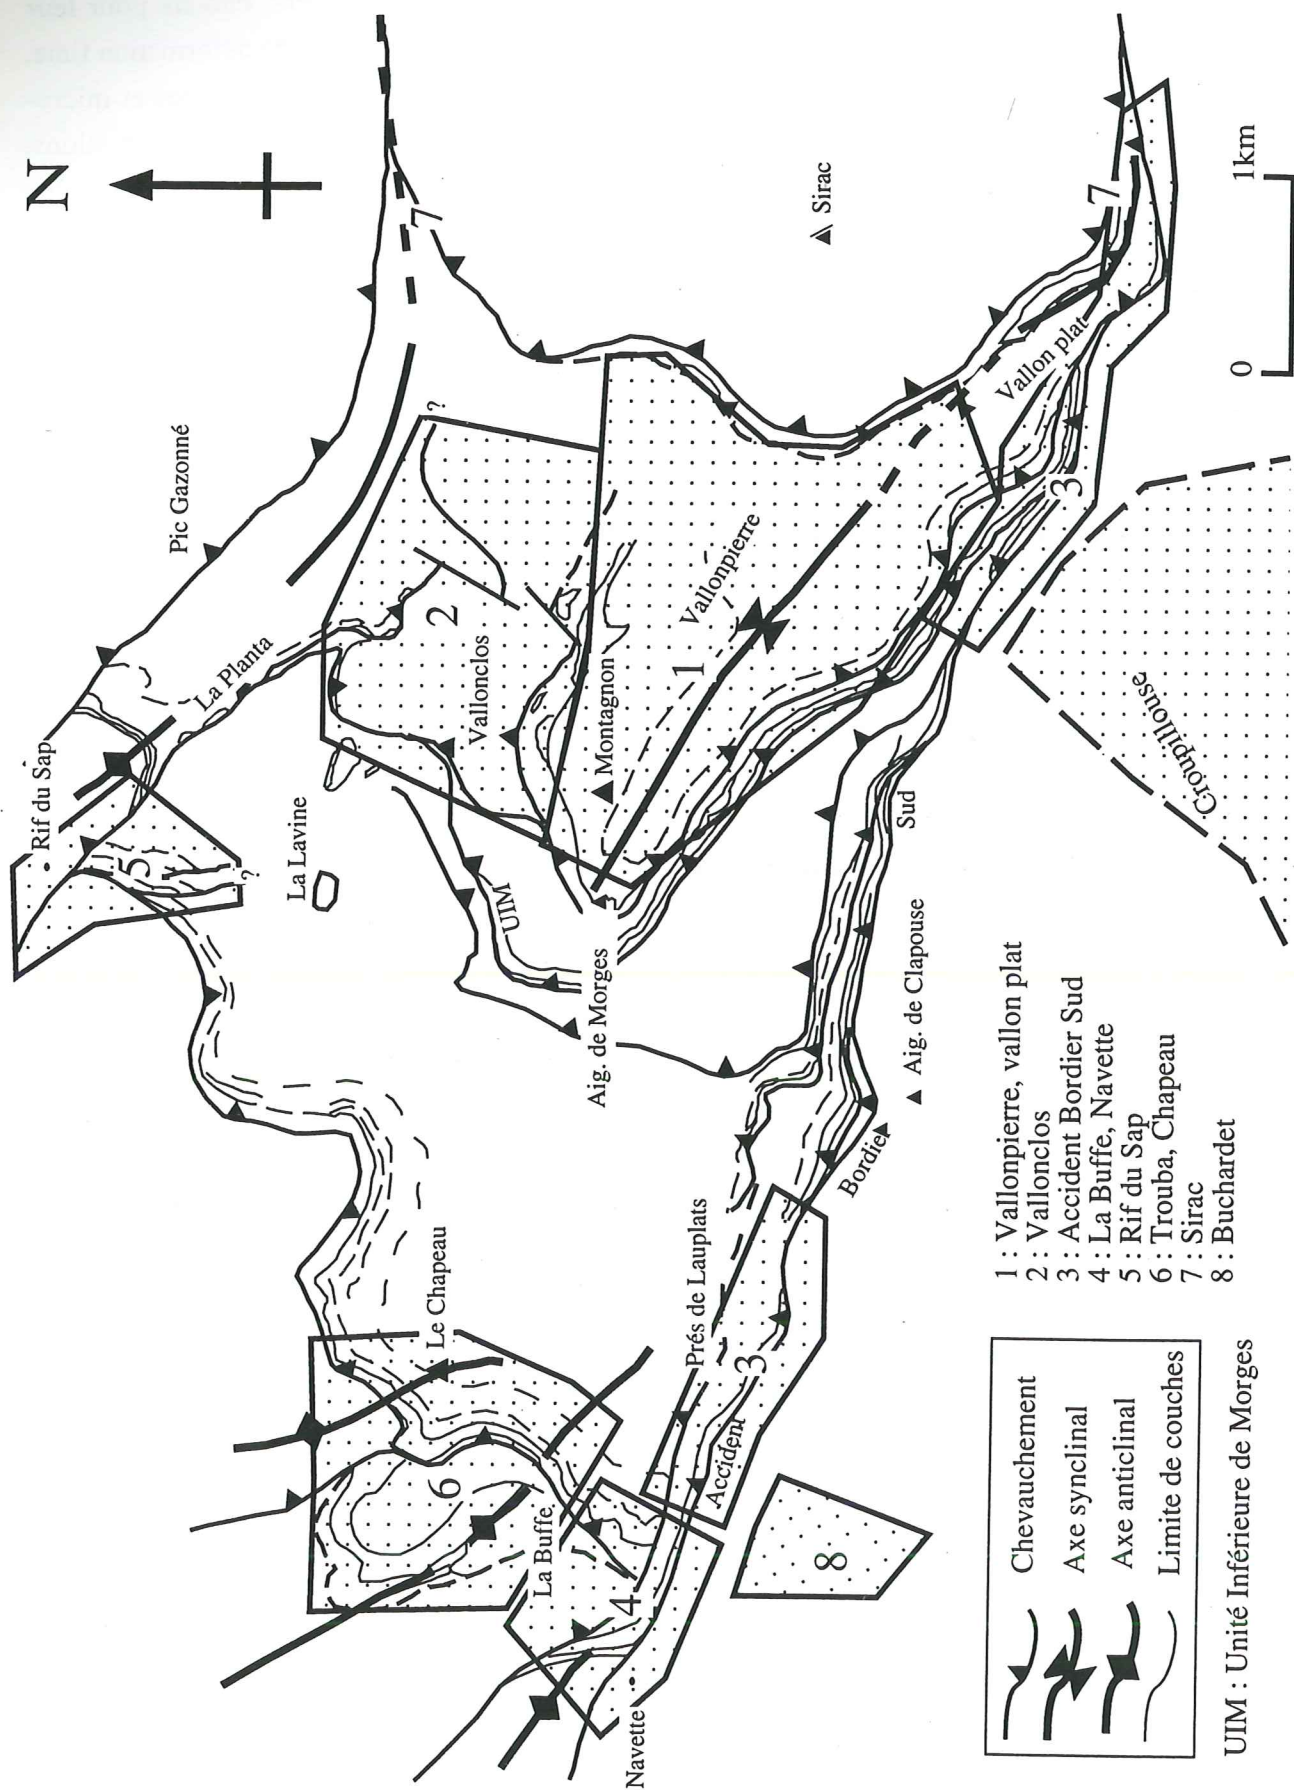 N
Rif du Sap
Pic Gazonné
La Planta
5
?
La Lavine
7
?
2
Vallonclos
UIM
Montagnon
1
Vallonpierre
Sirac
Aig. de Morges
Le Chapeau
6
La Buffe
4
Navette
Prés de Lauplats
3
Accident
Bordier
Sud
Aig. de Clapouse
Vallon plat
7
3
Croupillouse
8
0 1km
1 : Vallonpierre, vallon plat
2 : Vallonclos
3 : Accident Bordier Sud
4 : La Buffe, Navette
5 : Rif du Sap
6 : Trouba, Chapeau
7 : Sirac
8 : Buchardet
Chevauchement
Axe synclinal
Axe anticlinal
Limite de couches
UIM : Unité Inférieure de Morges